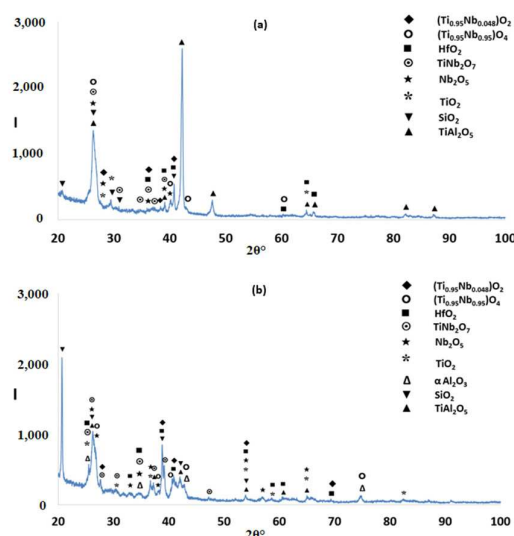 3,000
(a)
(Ti0.95Nb0.048)O2
(Ti0.95Nb0.95)O4
HfO2
TiNb2O7
Nb2O5
TiO2
SiO2
TiAl2O5
2,000
I
1,000
0
20 30 40 50 60 70 80 90 100
2θ°
3,000
(b)
(Ti0.95Nb0.048)O2
(Ti0.95Nb0.95)O4
HfO2
TiNb2O7
Nb2O5
TiO2
αAl2O3
SiO2
TiAl2O5
2,000
I
1,000
0
20 30 40 50 60 70 80 90 100
2θ°